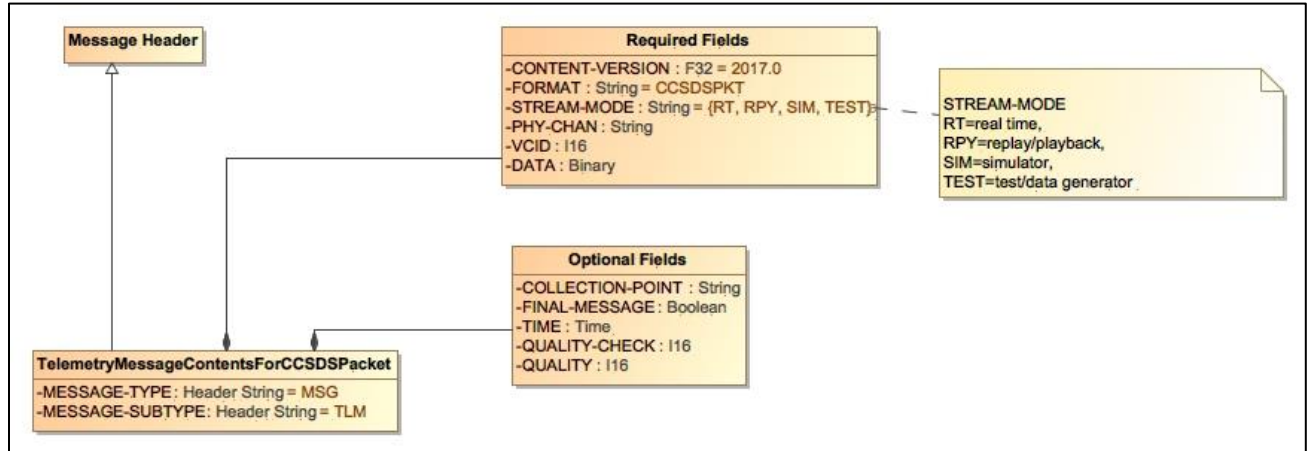 Message Header
Required Fields
-CONTENT-VERSION : F32 = 2017.0
-FORMAT : String = CCSDSPKT
-STREAM-MODE : String = {RT, RPY, SIM, TEST}
-PHY-CHAN : String
-VCID : I16
-DATA : Binary
STREAM-MODE
RT=real time,
RPY=replay/playback,
SIM=simulator,
TEST=test/data generator
Optional Fields
-COLLECTION-POINT : String
-FINAL-MESSAGE : Boolean
-TIME : Time
-QUALITY-CHECK : I16
-QUALITY : I16
TelemetryMessageContentsForCCSDSPacket
-MESSAGE-TYPE : Header String = MSG
-MESSAGE-SUBTYPE : Header String = TLM